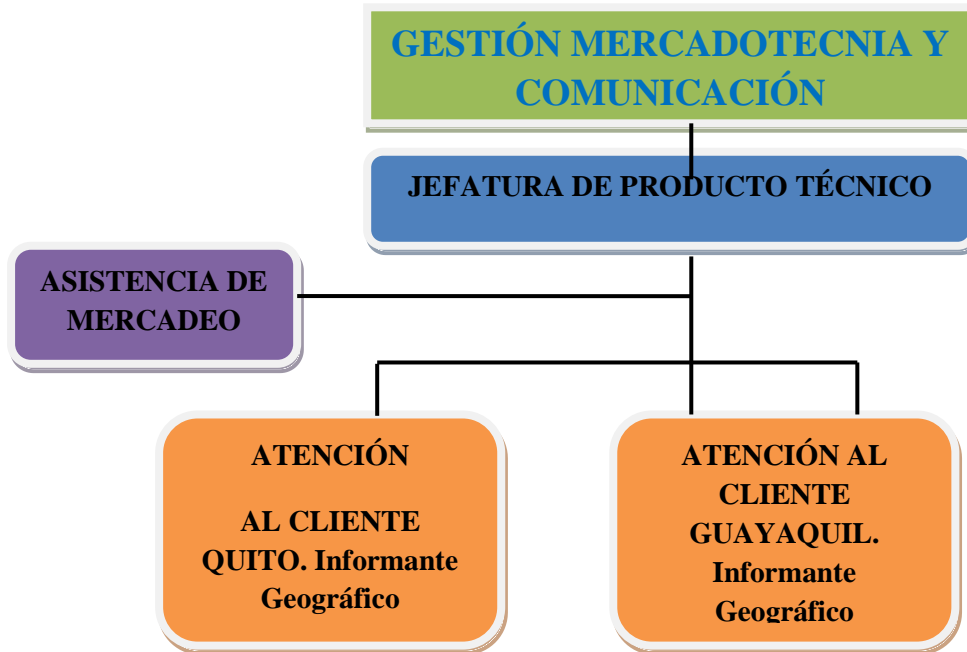 GESTIÓN MERCADOTECNIA Y
COMUNICACIÓN
JEFATURA DE PRODUCTO TÉCNICO
ASISTENCIA DE
MERCADEO
ATENCIÓN
AL CLIENTE
QUITO. Informante
Geográfico
ATENCIÓN AL
CLIENTE
GUAYAQUIL.
Informante
Geográfico